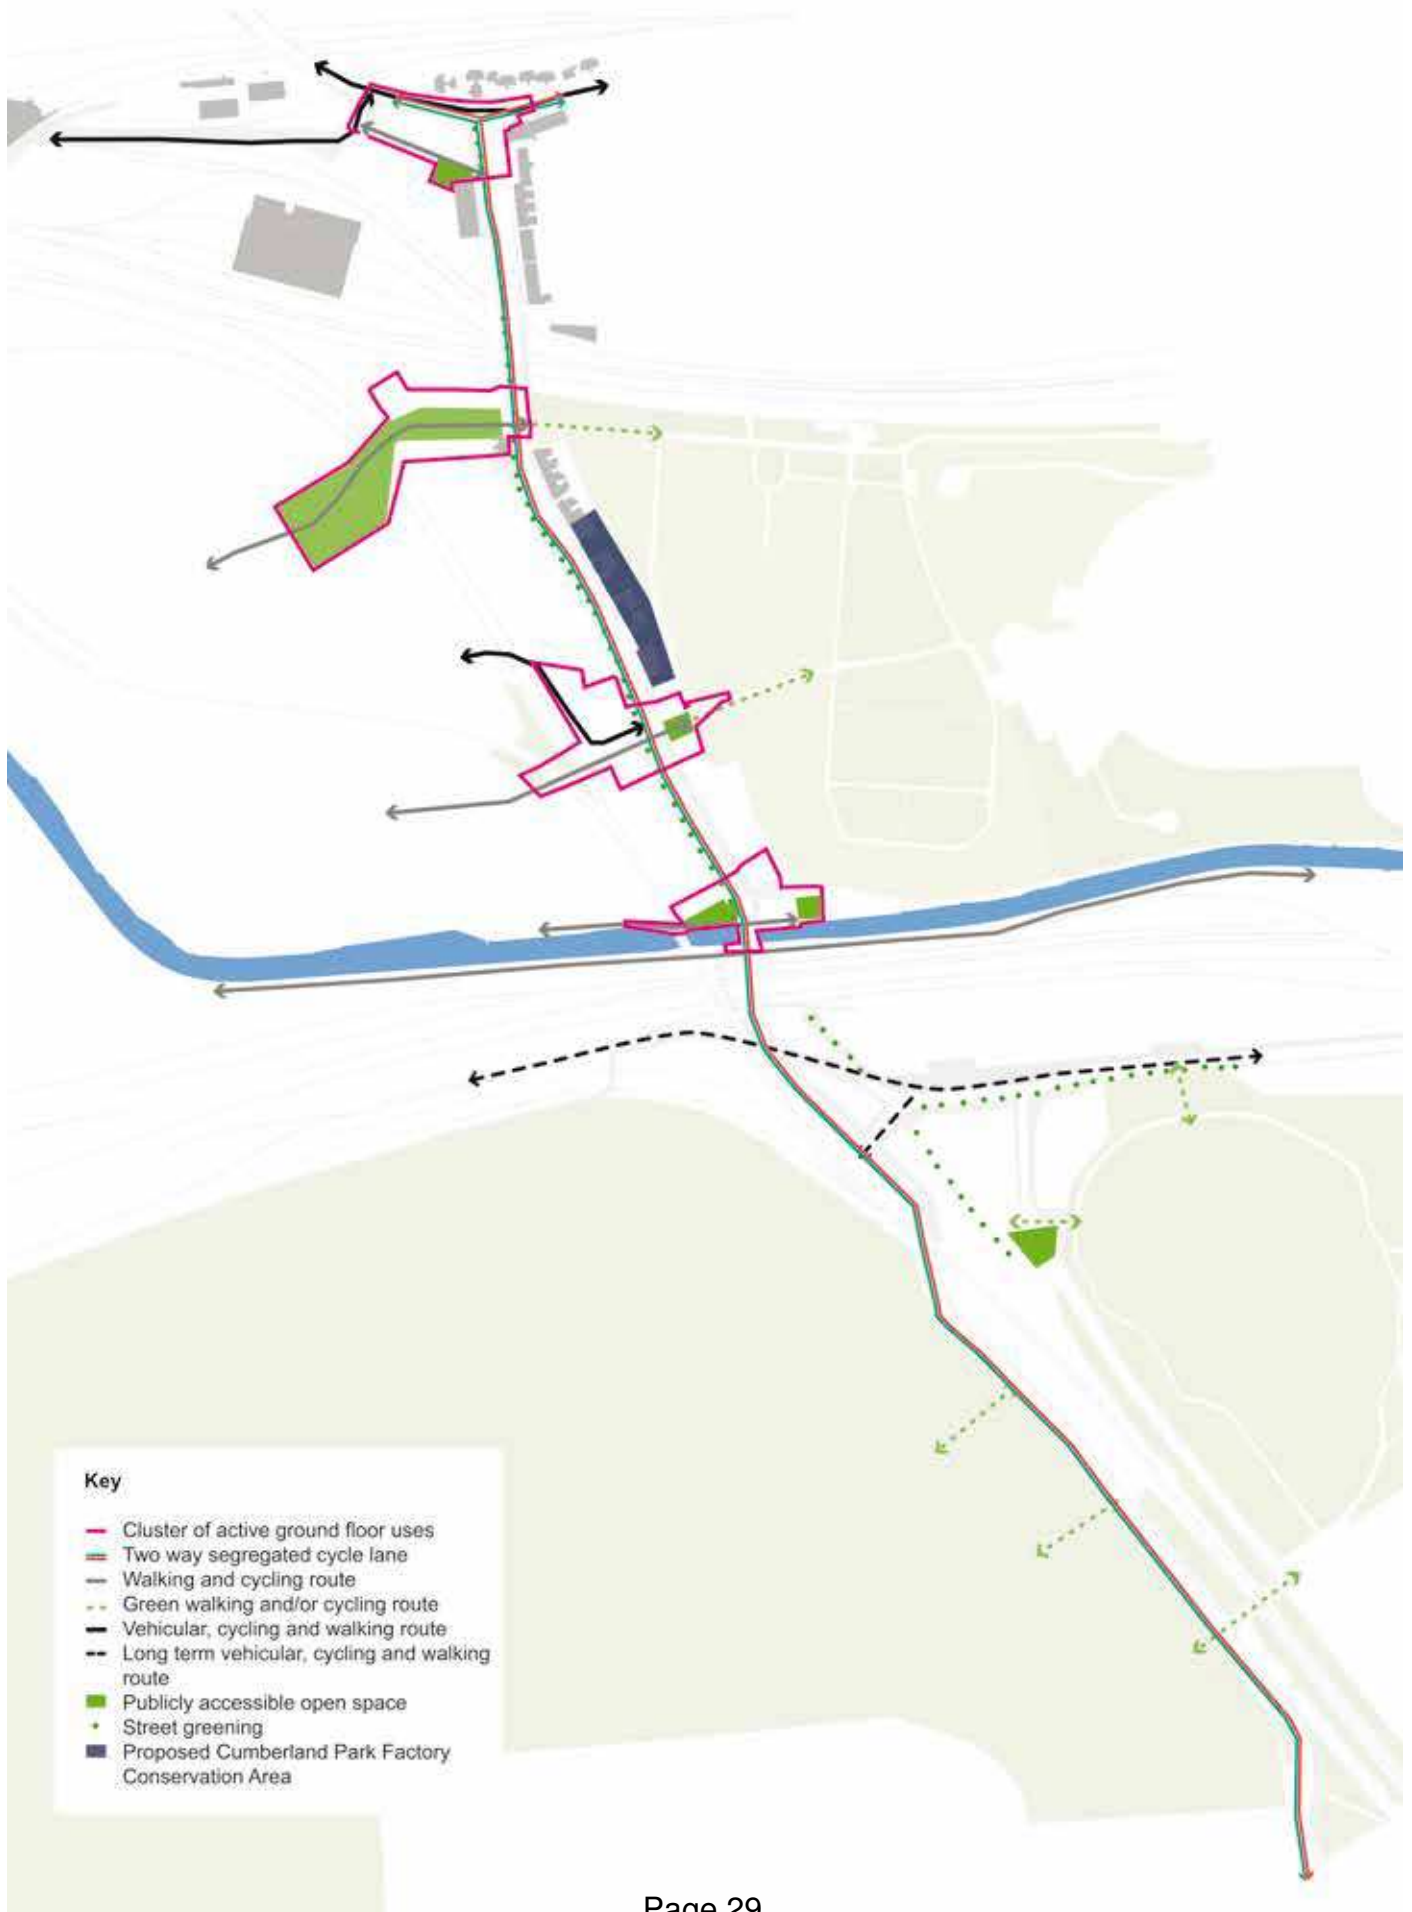 Key
Cluster of active ground floor uses
Two way segregated cycle lane
Walking and cycling route
Green walking and/or cycling route
Vehicular, cycling and walking route
Long term vehicular, cycling and walking
route
Publicly accessible open space
Street greening
Proposed Cumberland Park Factory
Conservation Area
Page 29